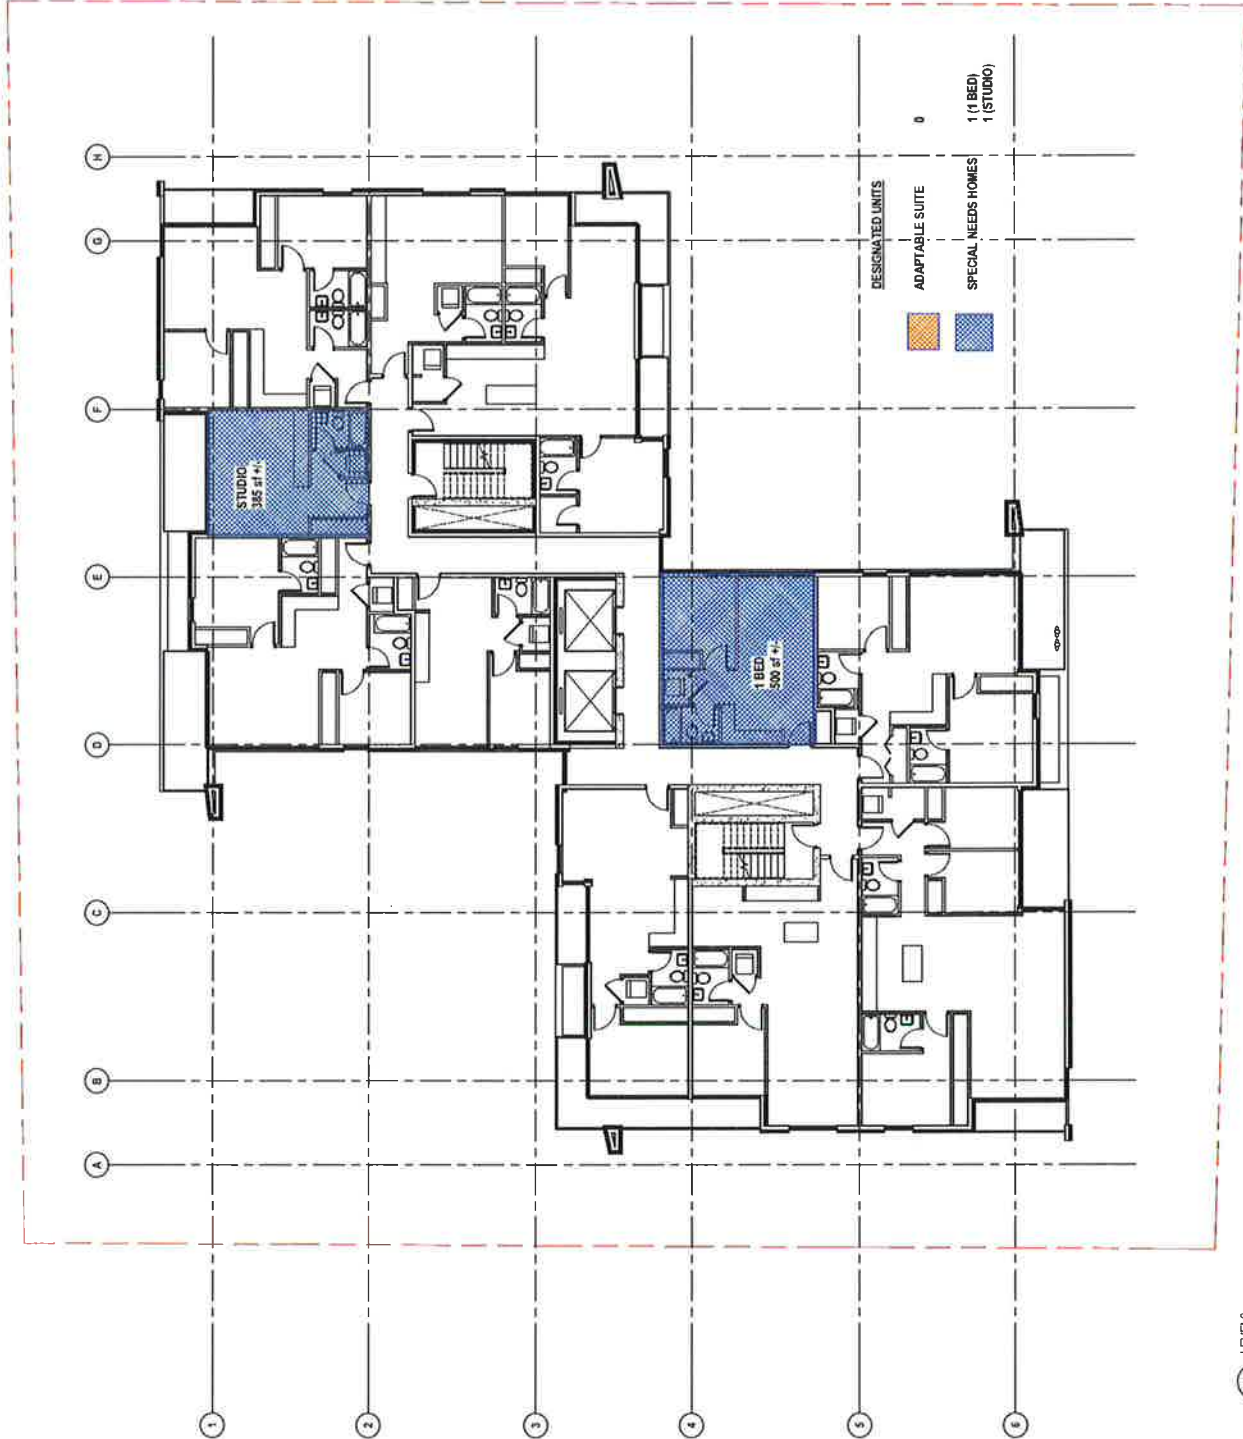 H
G
F
E
D
C
B
A
1
2
3
4
5
6
STUDIO
385 sf +/-
1 BED
500 sf +/-
DESIGNATED UNITS
ADAPTABLE SUITE 0
SPECIAL NEEDS HOMES 1 (1 BED)
1 (STUDIO)